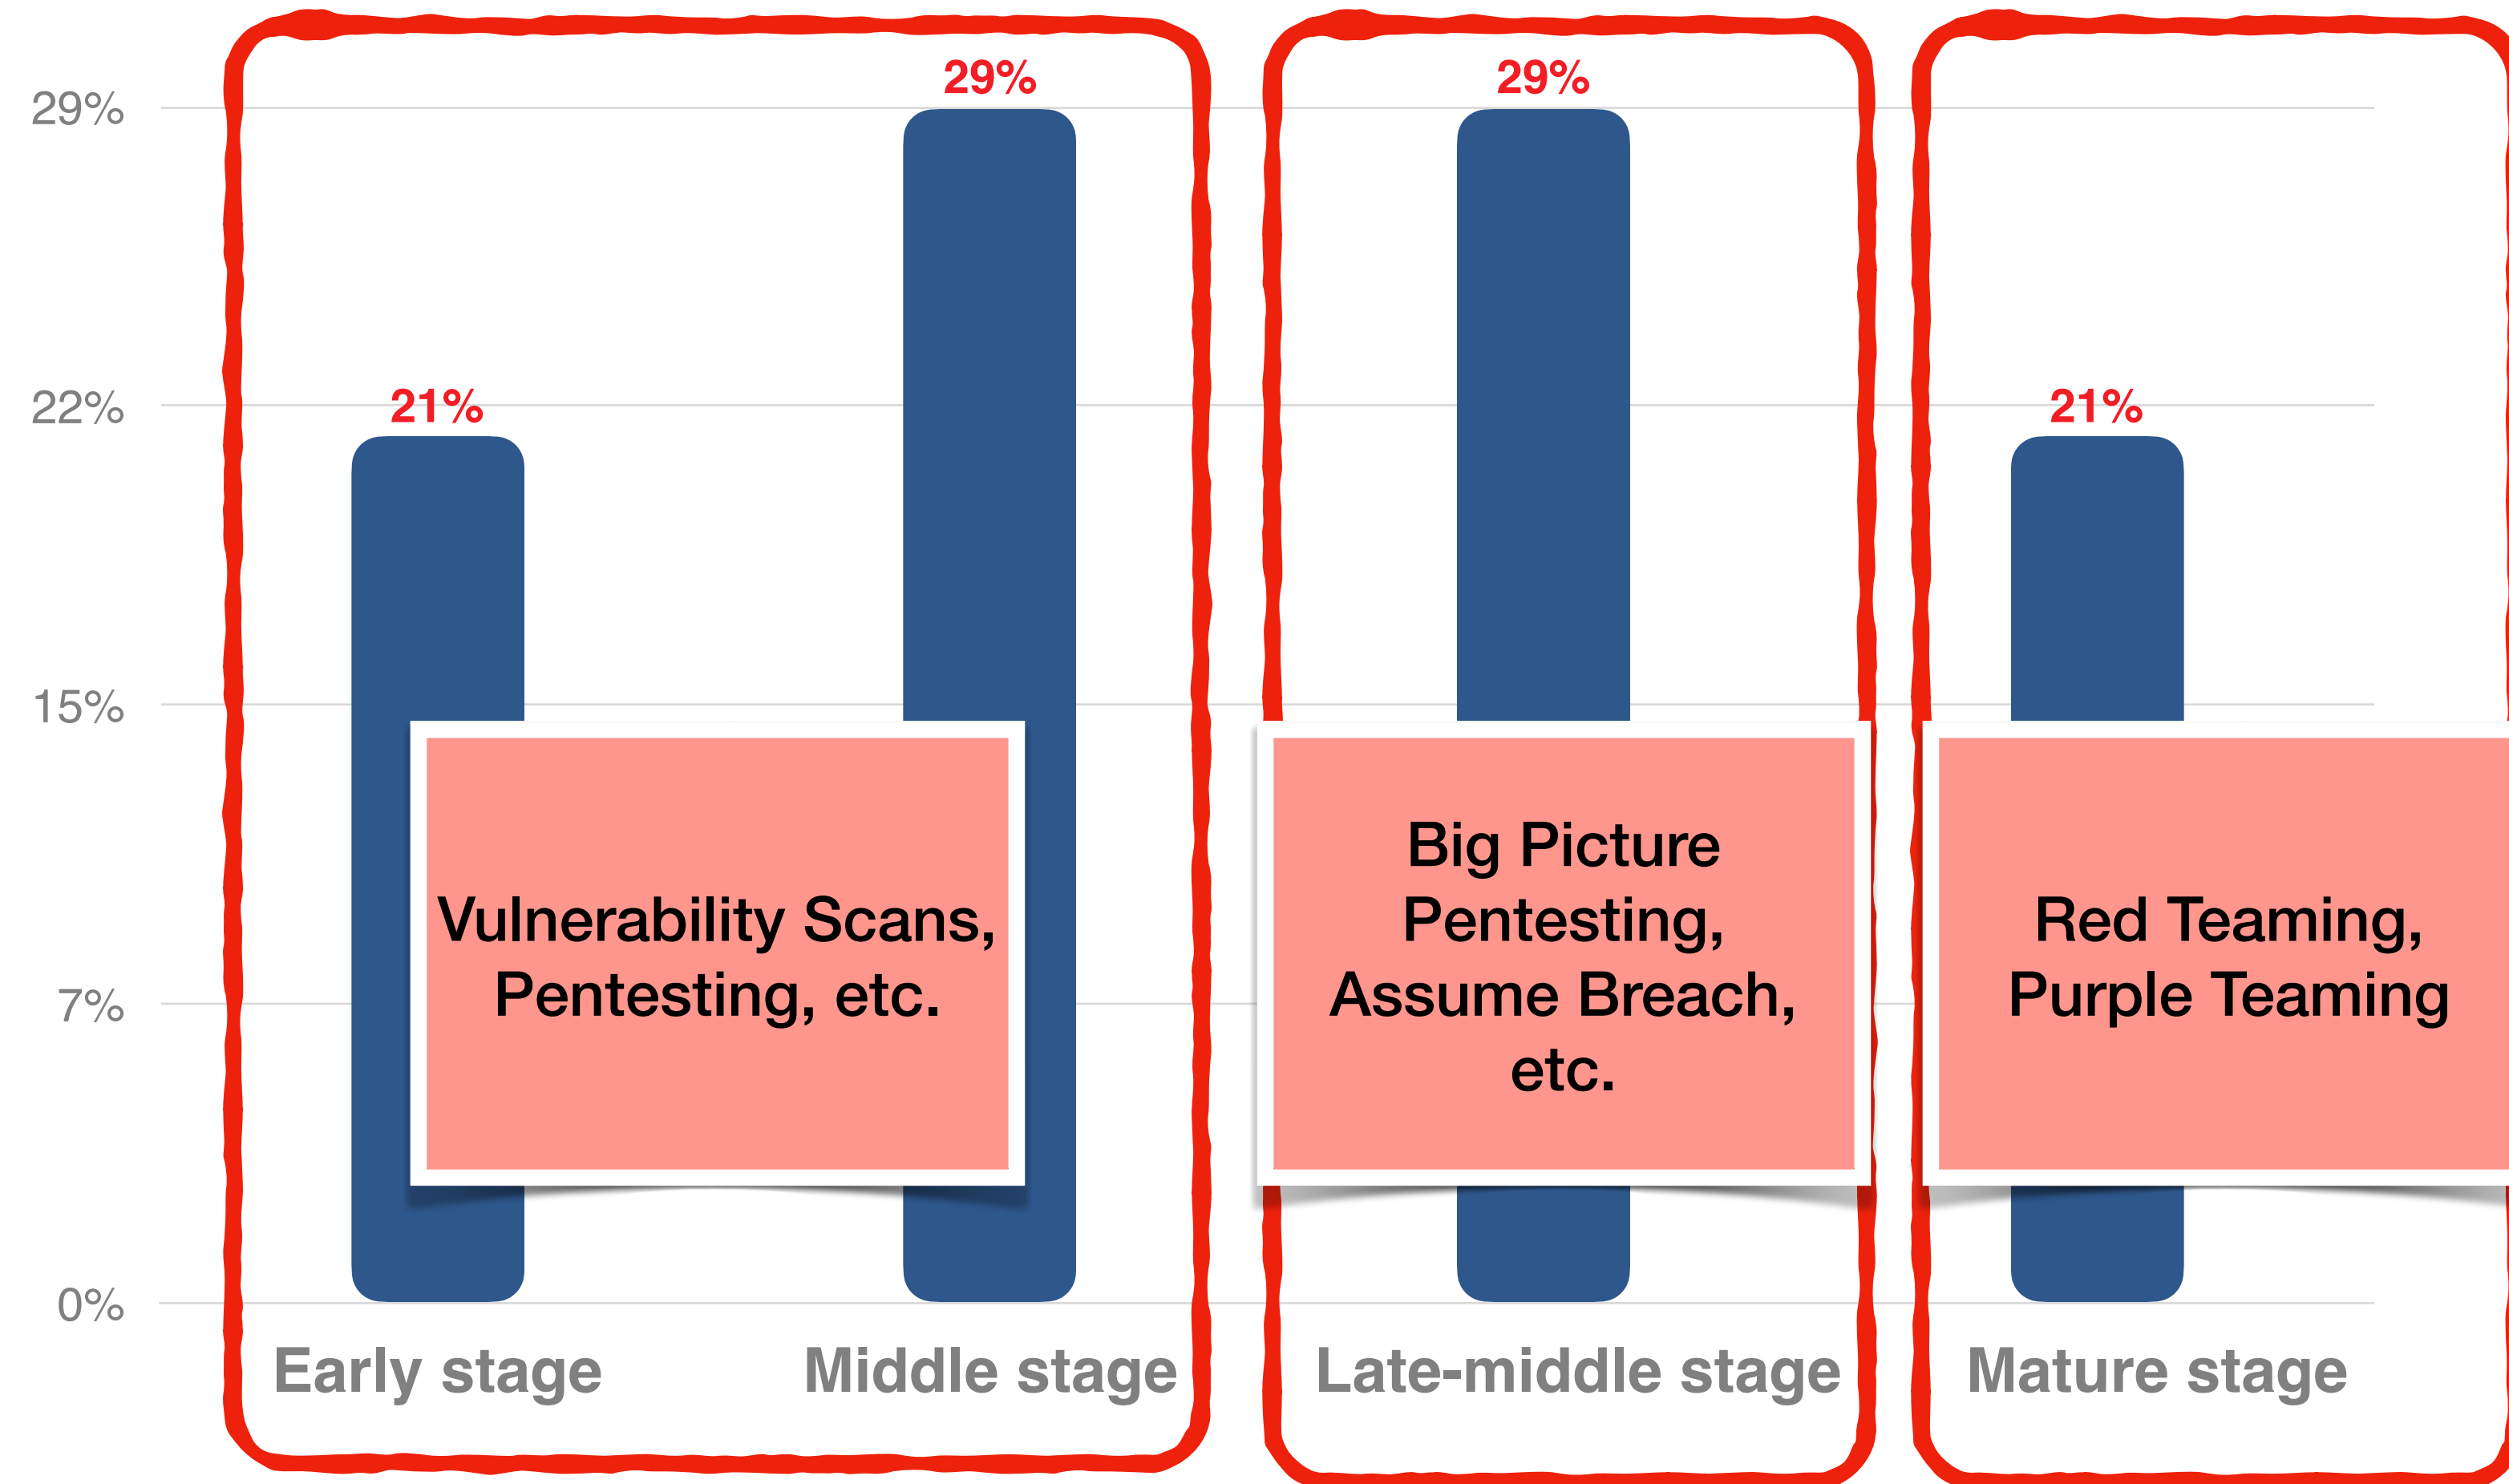 29%
22%
15%
7%
0%
21%
29%
29%
21%
Vulnerability Scans,
Pentesting, etc.
Big Picture
Pentesting,
Assume Breach,
etc.
Red Teaming,
Purple Teaming
Early stage
Middle stage
Late-middle stage
Mature stage